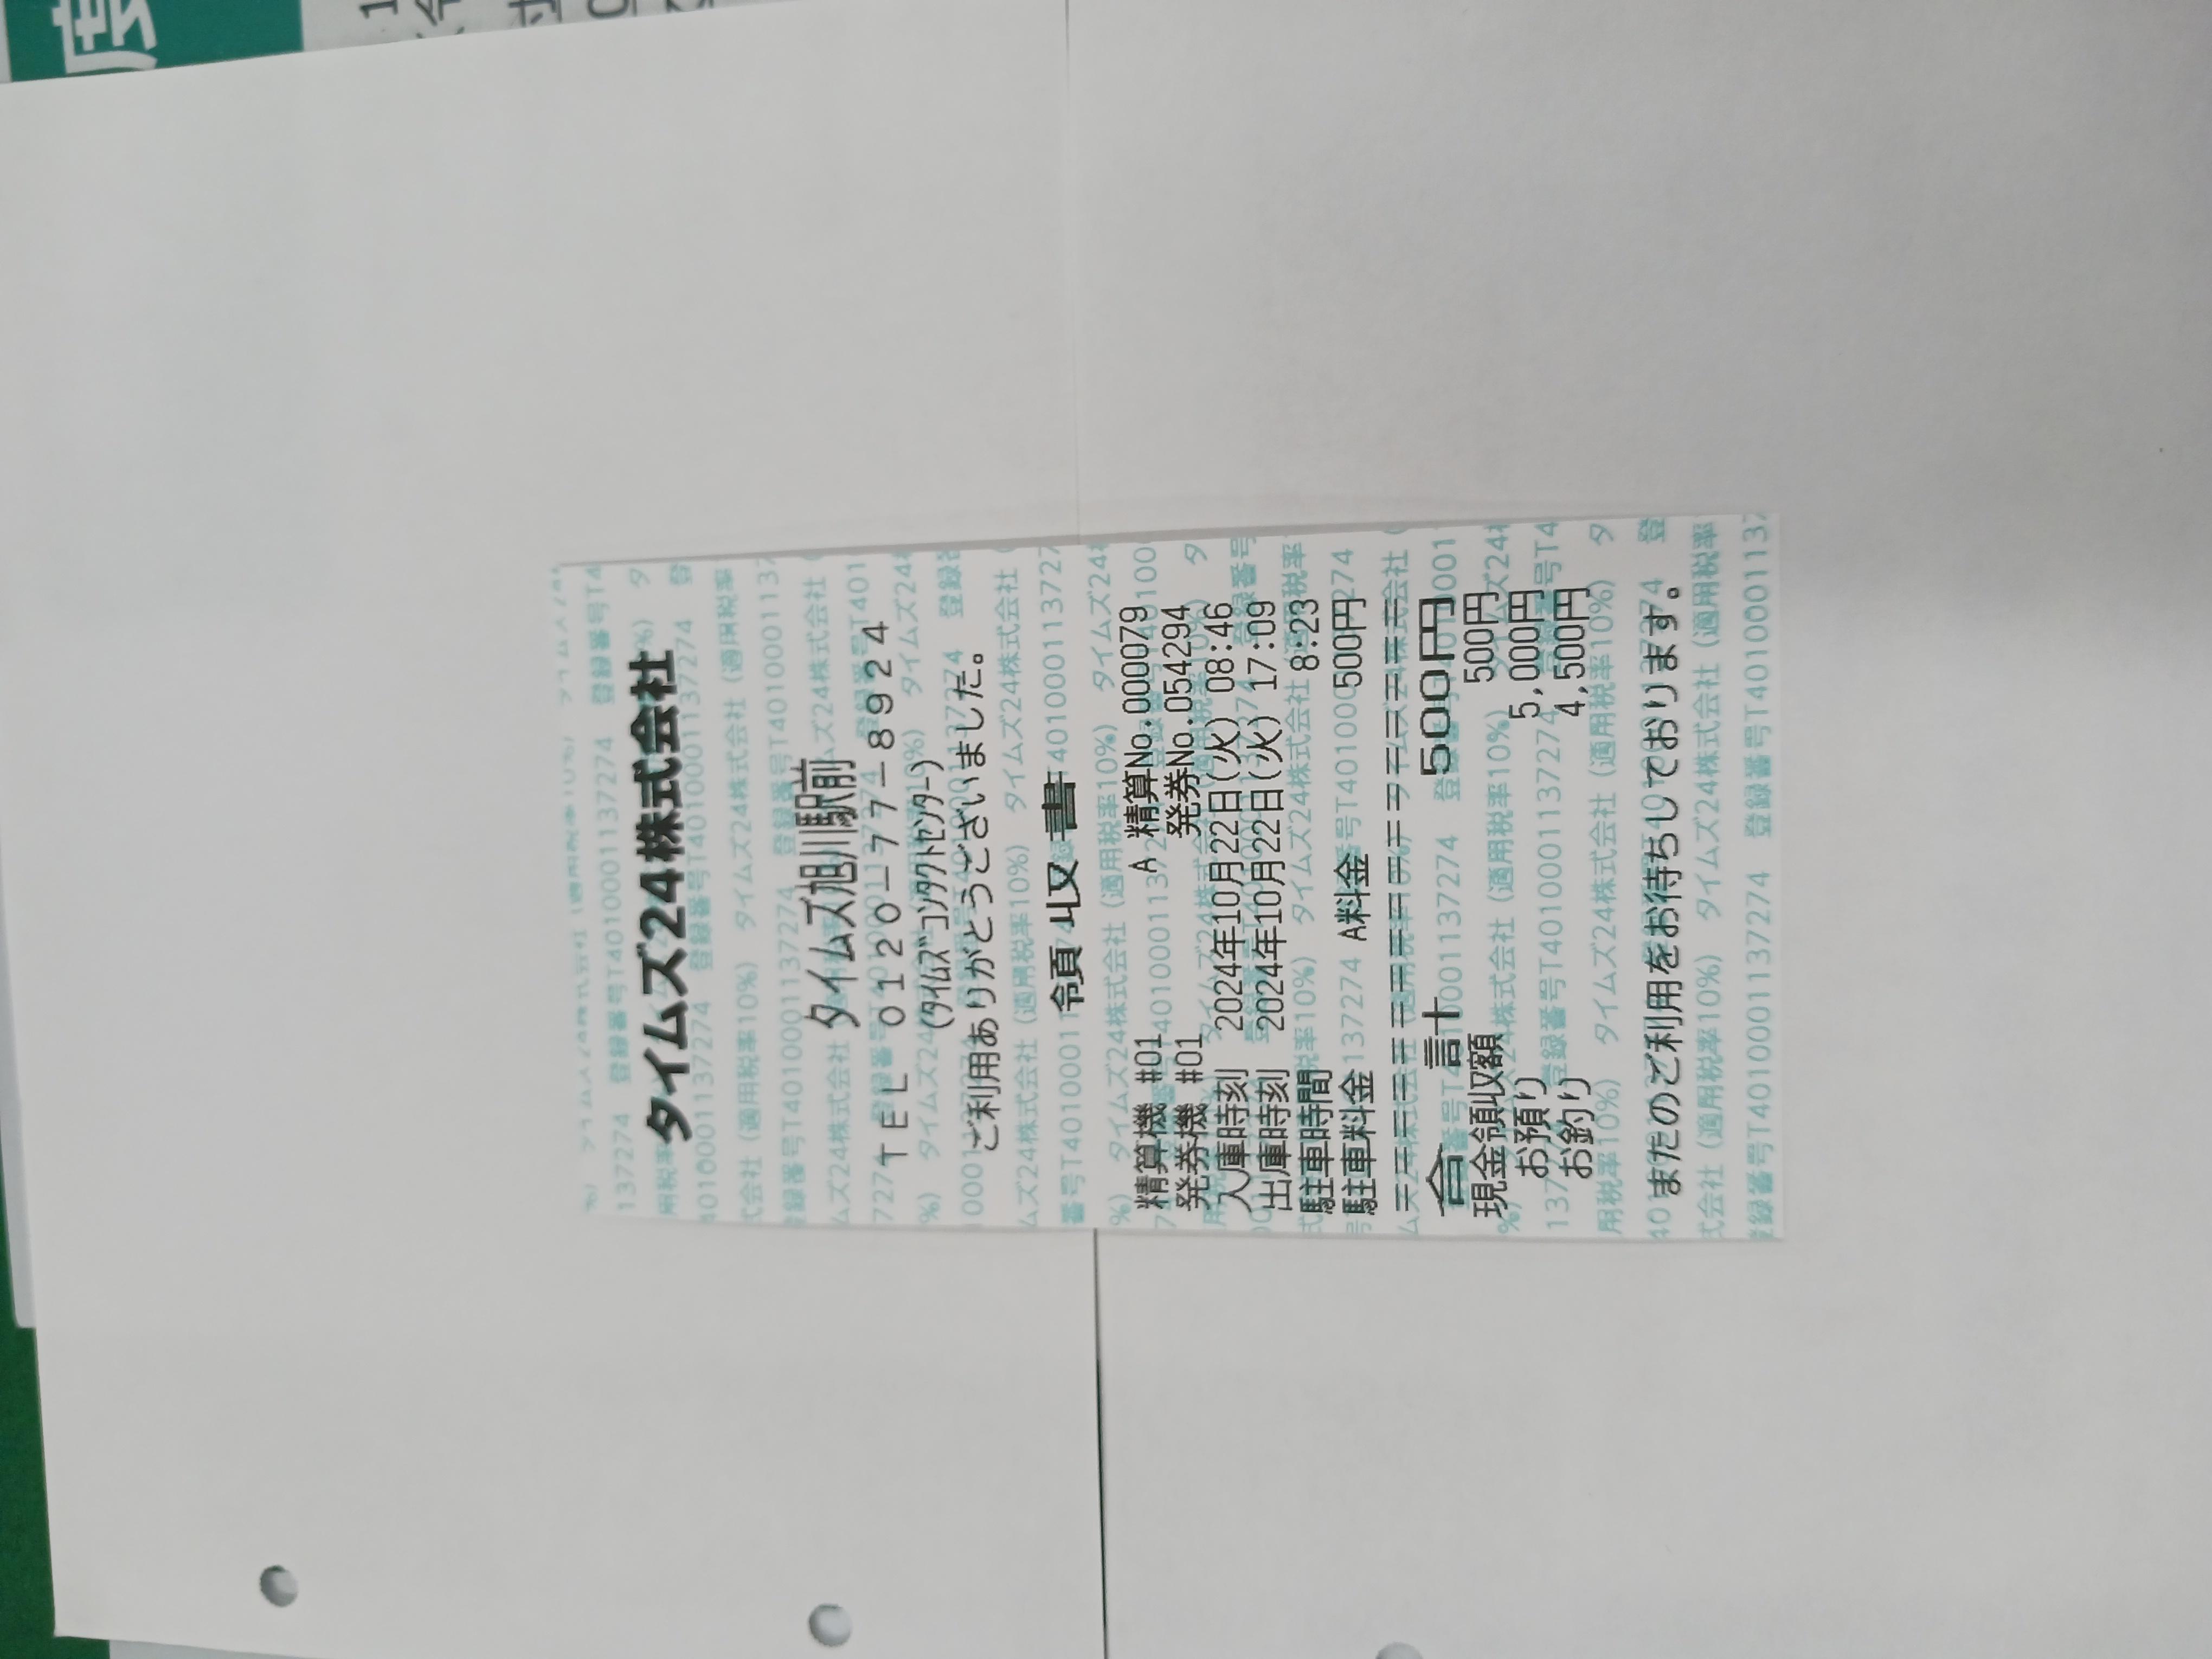 タイムズ24株式会社
タイムズ旭川駅前
TEL 0120-77-8924
(タイムズコンタクトセンター)
ご利用ありがとうございました。
領収書
精算機 #01 A 精算No.000079
発券機 #01 発券No.054294
入庫時刻 2024年10月22日(火) 08:46
出庫時刻 2024年10月22日(火) 17:09
駐車時間 8:23
駐車料金 A料金 500円
合計 500円
現金領収額 500円
お預り 5,000円
お釣り 4,500円
またのご利用をお待ちしております。
タイムズ24株式会社 (適用税率10%) 登録番号T4010001137274